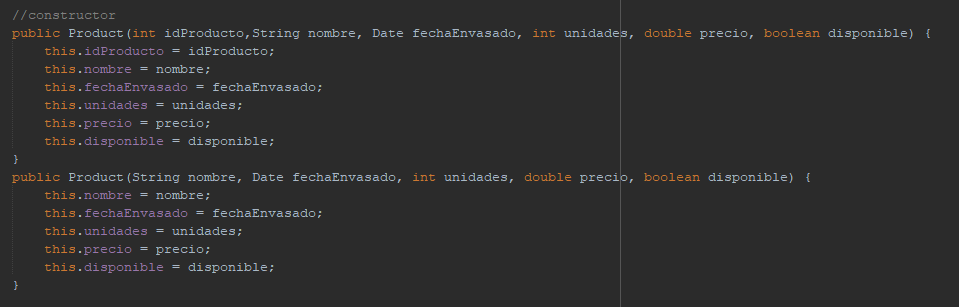 //constructor
public Product(int idProducto,String nombre, Date fechaEnvasado, int unidades, double precio, boolean disponible) {
    this.idProducto = idProducto;
    this.nombre = nombre;
    this.fechaEnvasado = fechaEnvasado;
    this.unidades = unidades;
    this.precio = precio;
    this.disponible = disponible;
}
public Product(String nombre, Date fechaEnvasado, int unidades, double precio, boolean disponible) {
    this.nombre = nombre;
    this.fechaEnvasado = fechaEnvasado;
    this.unidades = unidades;
    this.precio = precio;
    this.disponible = disponible;
}